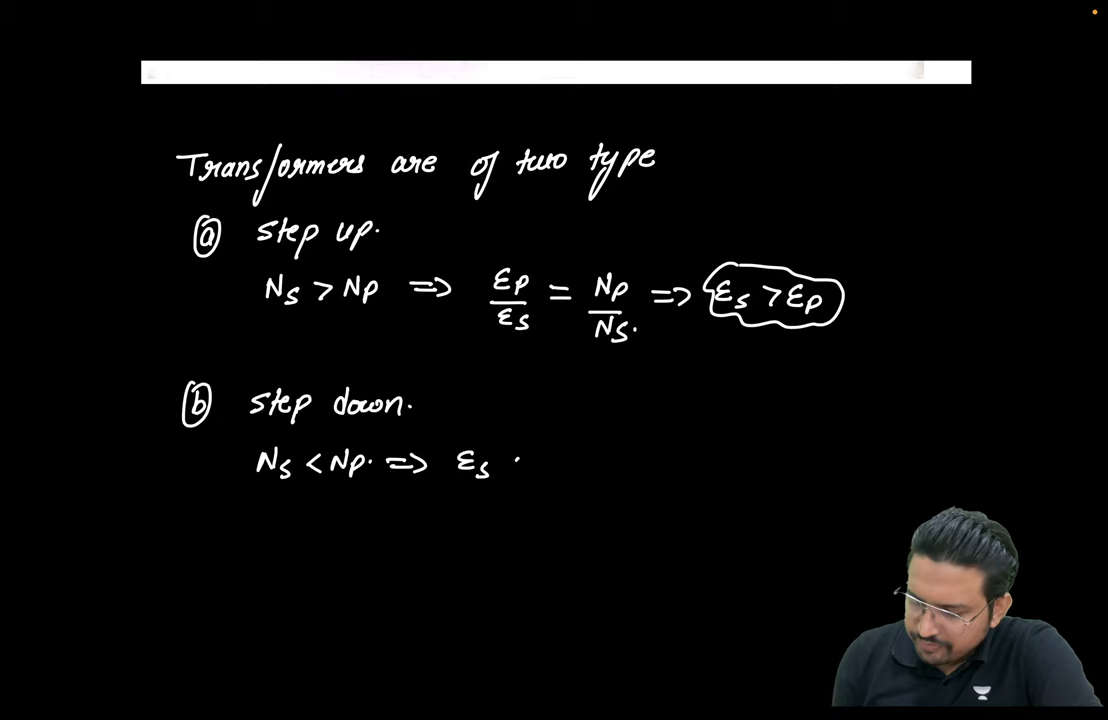 Transformers are of two type
(a) step up.
Ns > Np => εp/εs = Np/Ns. => εs > εp
(b) step down.
Ns < Np. => εs .